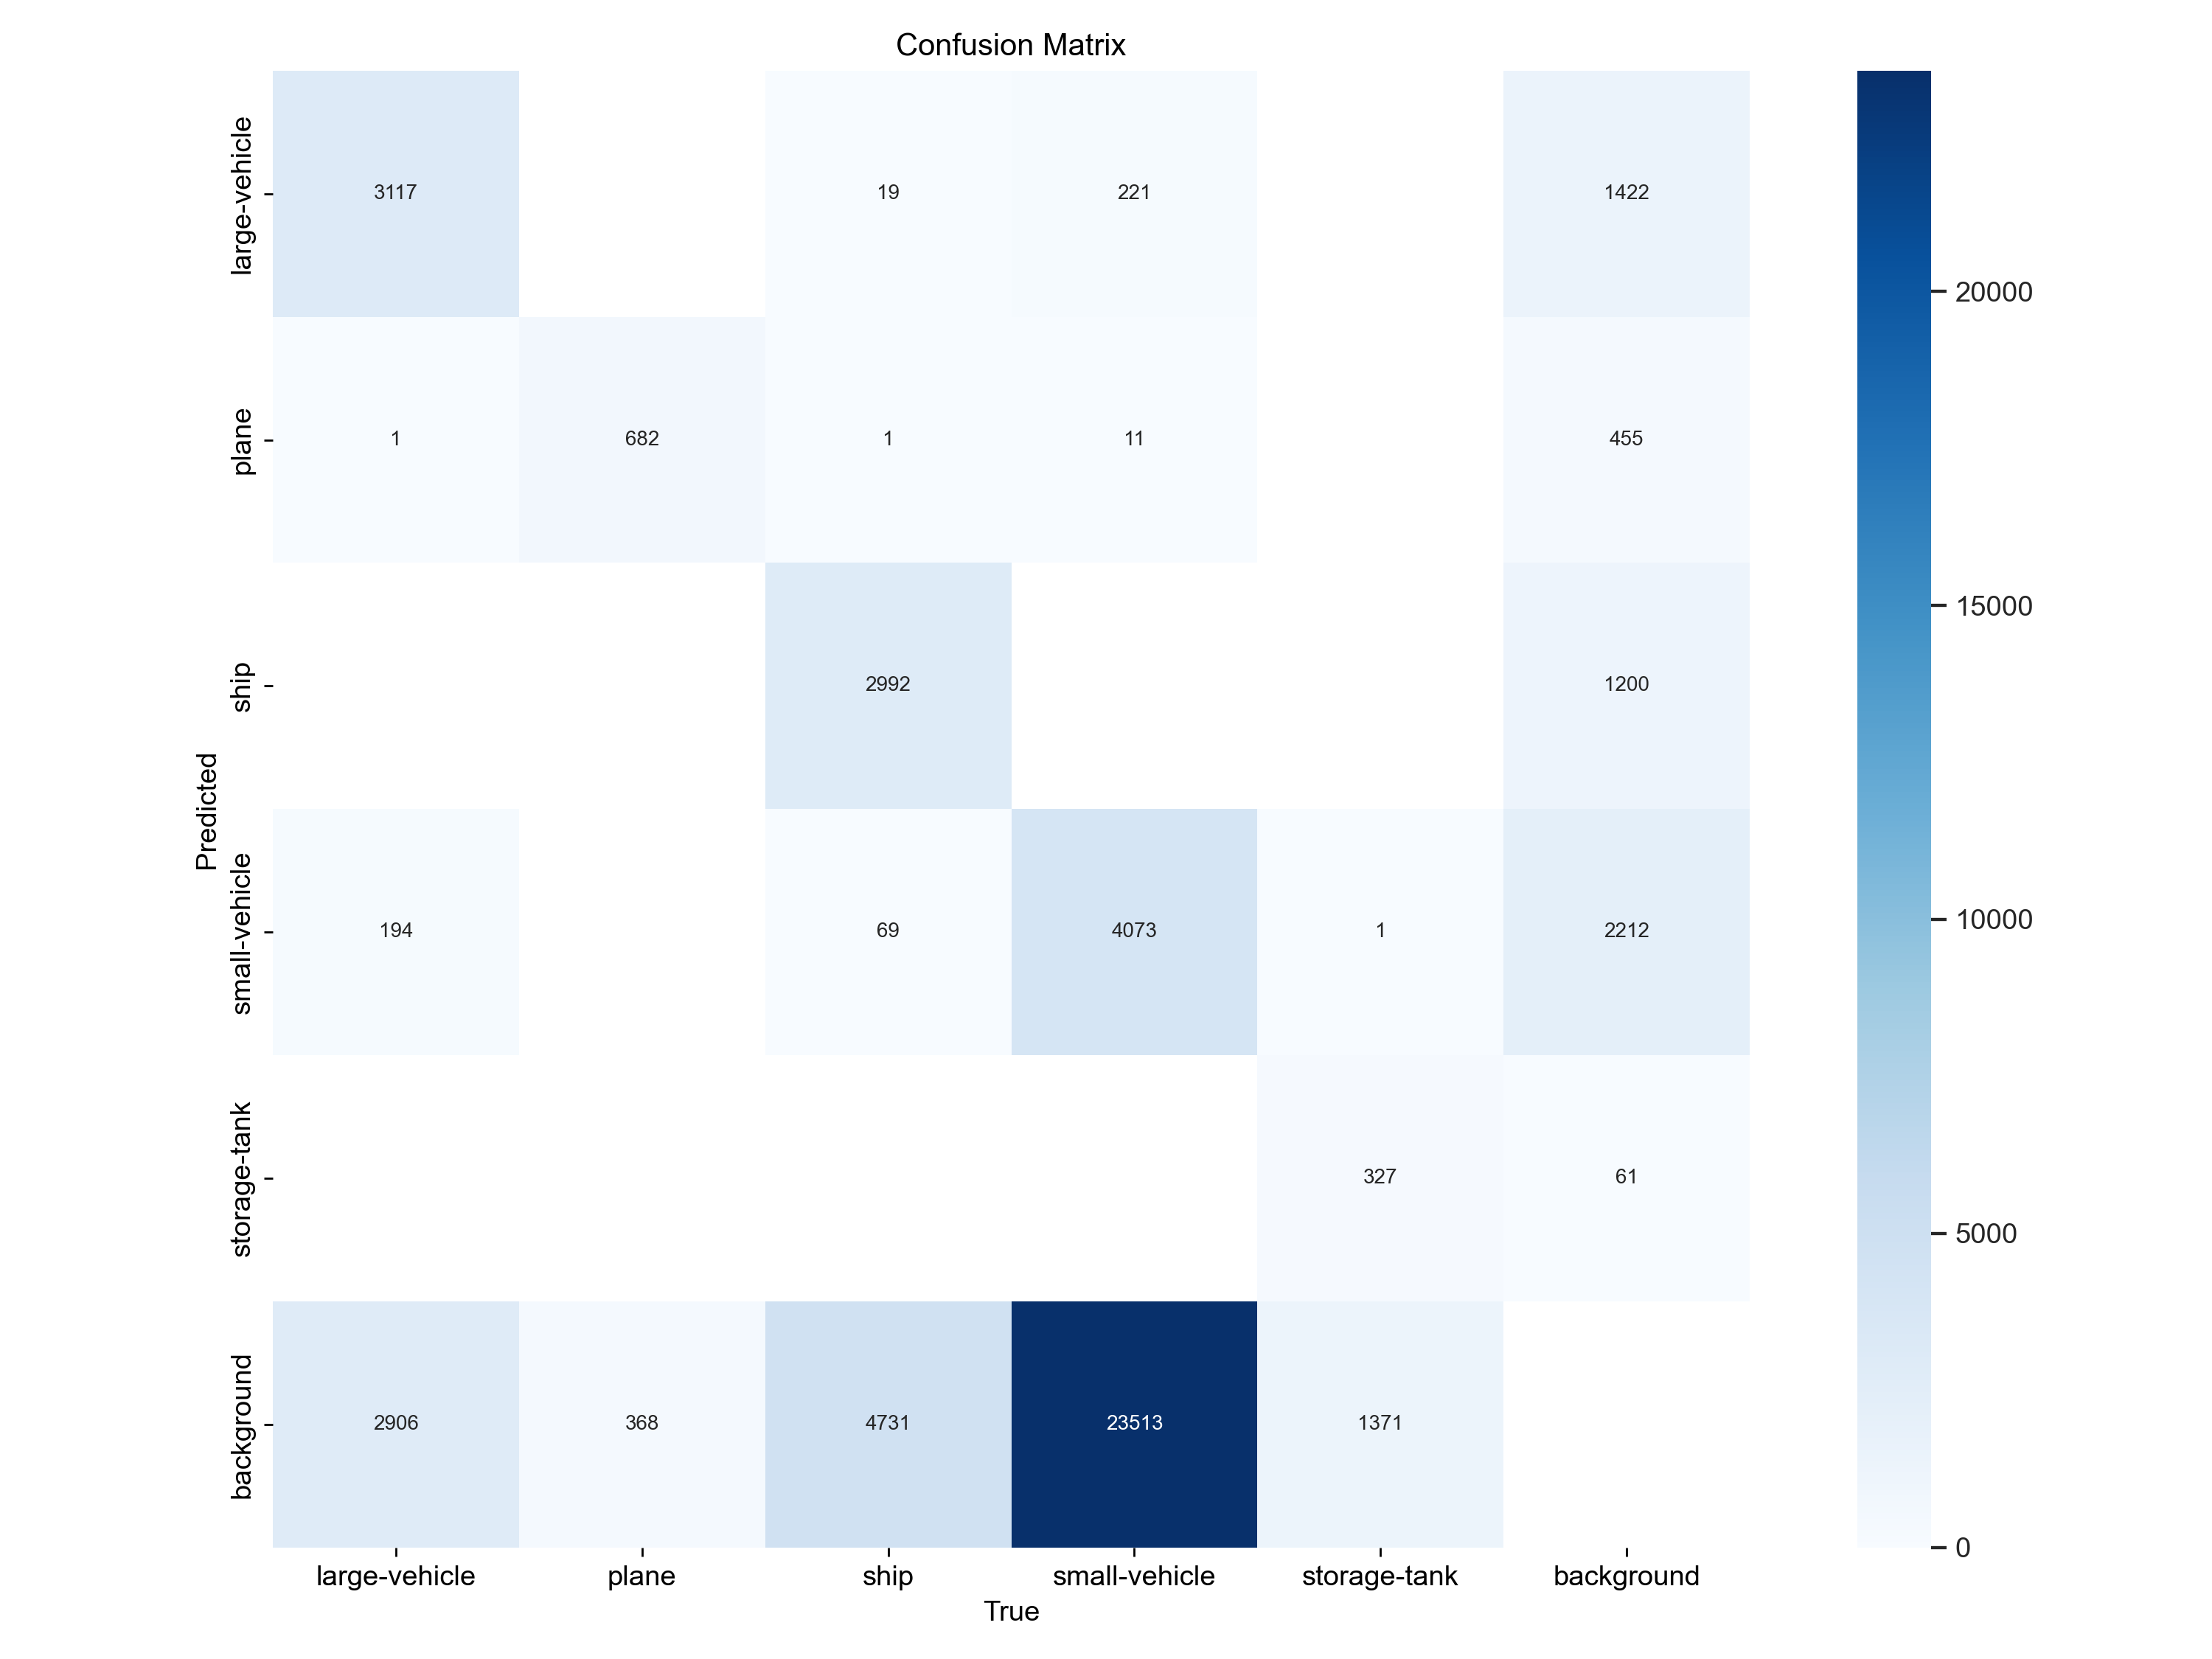 Confusion Matrix
large-vehicle
3117
19
221
1422
plane
1
682
1
11
455
ship
2992
1200
small-vehicle
194
69
4073
1
2212
storage-tank
327
61
background
2906
368
4731
23513
1371
Predicted
large-vehicle
plane
ship
small-vehicle
storage-tank
background
True
20000
15000
10000
5000
0